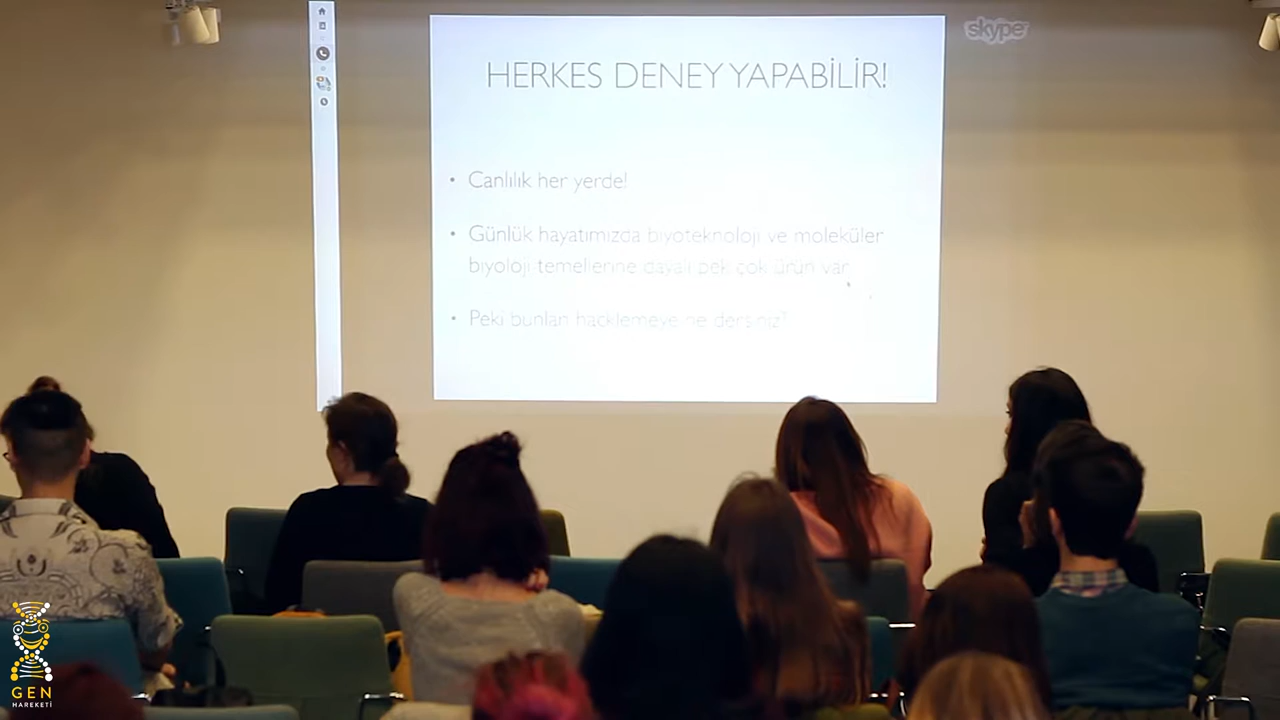 skype
HERKES DENEY YAPABİLİR!
• Canlılık her yerde!
• Günlük hayatımızda biyoteknoloji ve moleküler
biyoloji temellerine dayalı pek çok ürün var
• Peki bunları hacklemeye ne dersiniz?
GEN
HAREKETİ